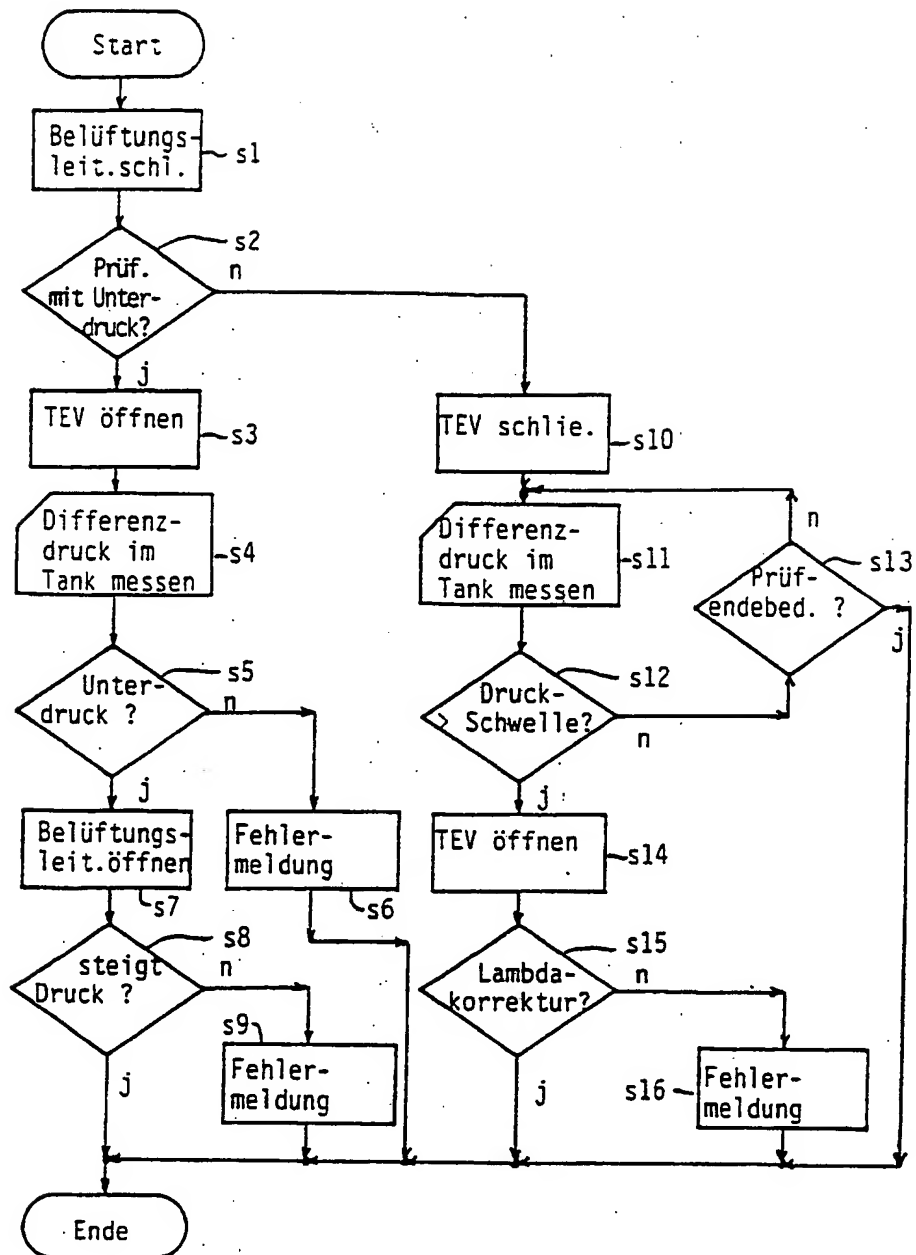 Start
Belüftungs-
leit.schl.
s1
s2
Prüf.
mit Unter-
druck?
n
j
TEV öffnen
s3
Differenz-
druck im
Tank messen
s4
Unter-
druck ?
s5
n
j
Belüftungs-
leit.öffnen
s7
Fehler-
meldung
s6
steigt
Druck ?
s8
n
j
s9
Fehler-
meldung
TEV schlie.
s10
Differenz-
druck im
Tank messen
s11
n
s13
Prüf-
endebed. ?
j
s12
Druck-
> Schwelle?
n
j
TEV öffnen
s14
s15
Lambda-
korrektur?
n
j
s16
Fehler-
meldung
Ende